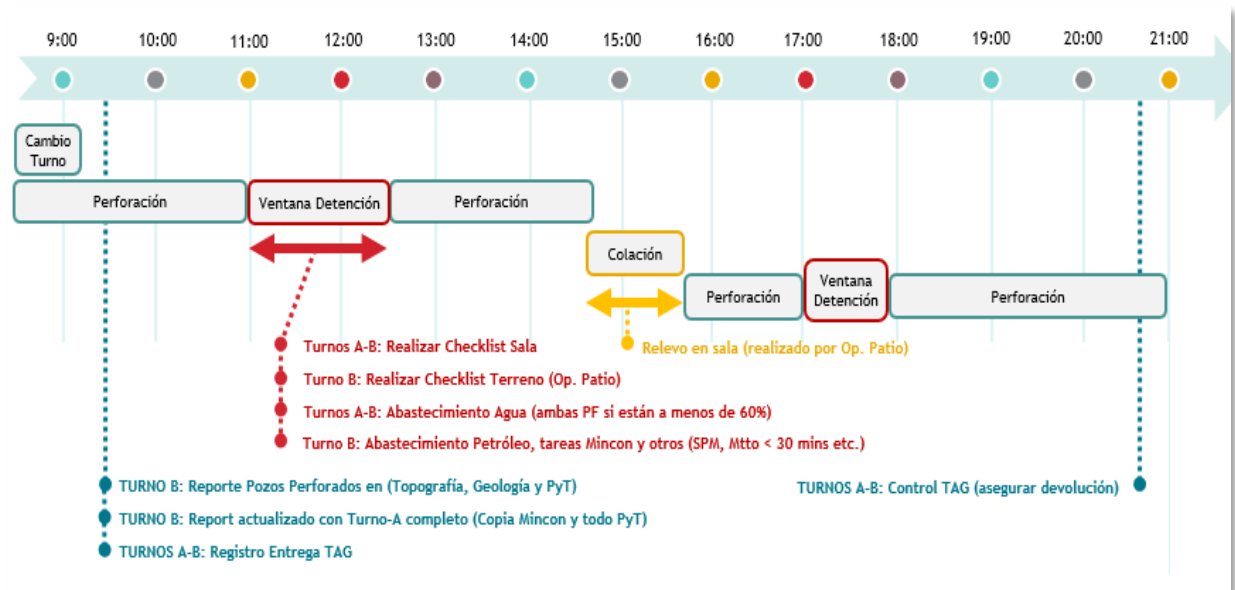 9:00 10:00 11:00 12:00 13:00 14:00 15:00 16:00 17:00 18:00 19:00 20:00 21:00
Cambio
Turno
Perforación
Ventana Detención
Perforación
Colación
Perforación
Ventana
Detención
Perforación
Turnos A-B: Realizar Checklist Sala
Relevo en sala (realizado por Op. Patio)
Turno B: Realizar Checklist Terreno (Op. Patio)
Turnos A-B: Abastecimiento Agua (ambas PF si están a menos de 60%)
Turno B: Abastecimiento Petróleo, tareas Mincon y otros (SPM, Mtto < 30 mins etc.)
TURNO B: Reporte Pozos Perforados en (Topografía, Geología y PyT)
TURNOS A-B: Control TAG (asegurar devolución)
TURNO B: Report actualizado con Turno-A completo (Copia Mincon y todo PyT)
TURNOS A-B: Registro Entrega TAG